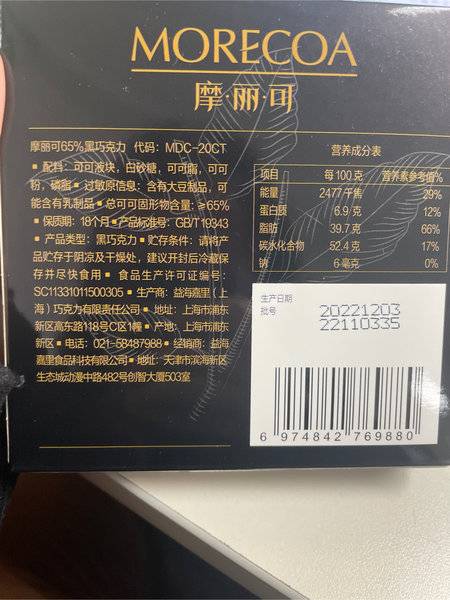 MORECOA
摩·丽·可
摩丽可65%黑巧克力 代码：MDC-20CT
▪配料：可可液块，白砂糖，可可脂，可可
粉，磷脂▪过敏原信息：含有大豆制品，可
能含有乳制品▪总可可固形物含量：≥65%
▪保质期：18个月▪产品标准号：GB/T19343
▪产品类型：黑巧克力▪贮存条件：请将产
品贮存于阴凉及干燥处，建议开封后冷藏保
存并尽快食用▪食品生产许可证编号：
SC11331011500305▪生产商：益海嘉里（上
海）巧克力有限责任公司▪地址：上海市浦东
新区高东路118号C区1幢▪产地：上海市浦东
新区▪电话：021-58487988▪经销商：益海
嘉里食品科技有限公司▪地址：天津市滨海新区
生态城动漫中路482号创智大厦503室
营养成分表
项目 每100克 营养素参考值%
能量 2477千焦 29%
蛋白质 6.9克 12%
脂肪 39.7克 66%
碳水化合物 52.4克 17%
钠 6毫克 0%
生产日期 20221203
批号 22110335
6 974842 769880